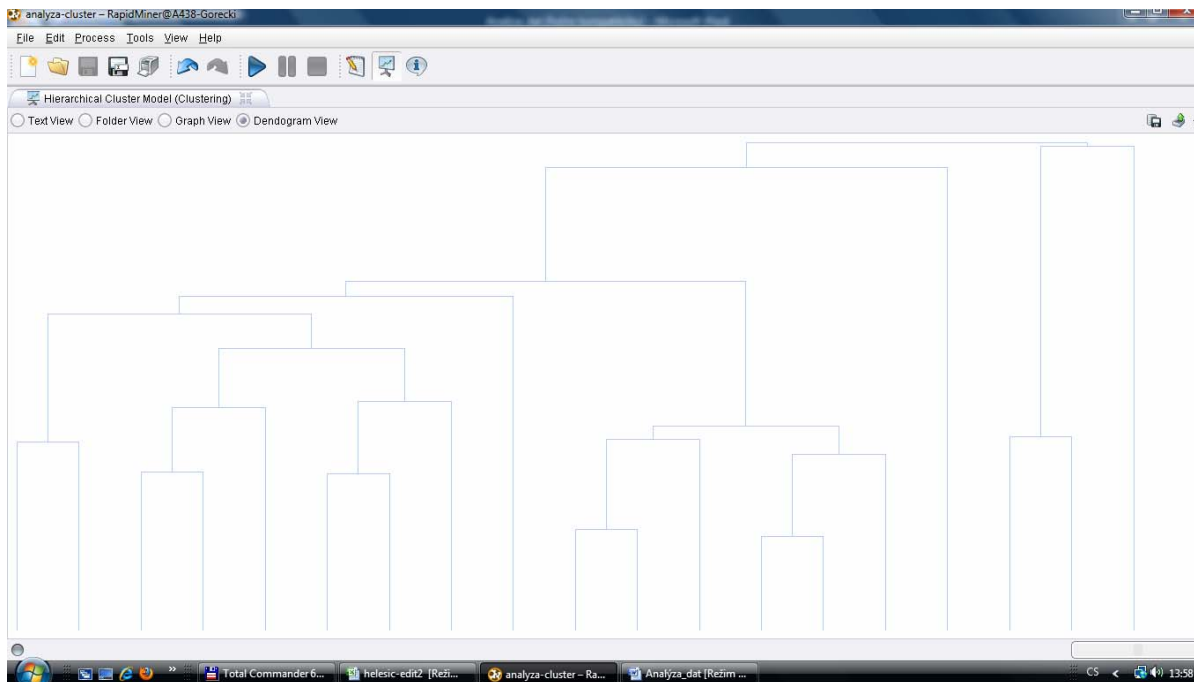 analyza-cluster – RapidMiner@A438-Gorecki
File Edit Process Tools View Help
Hierarchical Cluster Model (Clustering)
Text View Folder View Graph View Dendogram View
Total Commander 6... helesic-edit2 [Reži... analyza-cluster – Ra... Analýza_dat [Režim ... CS 13:58